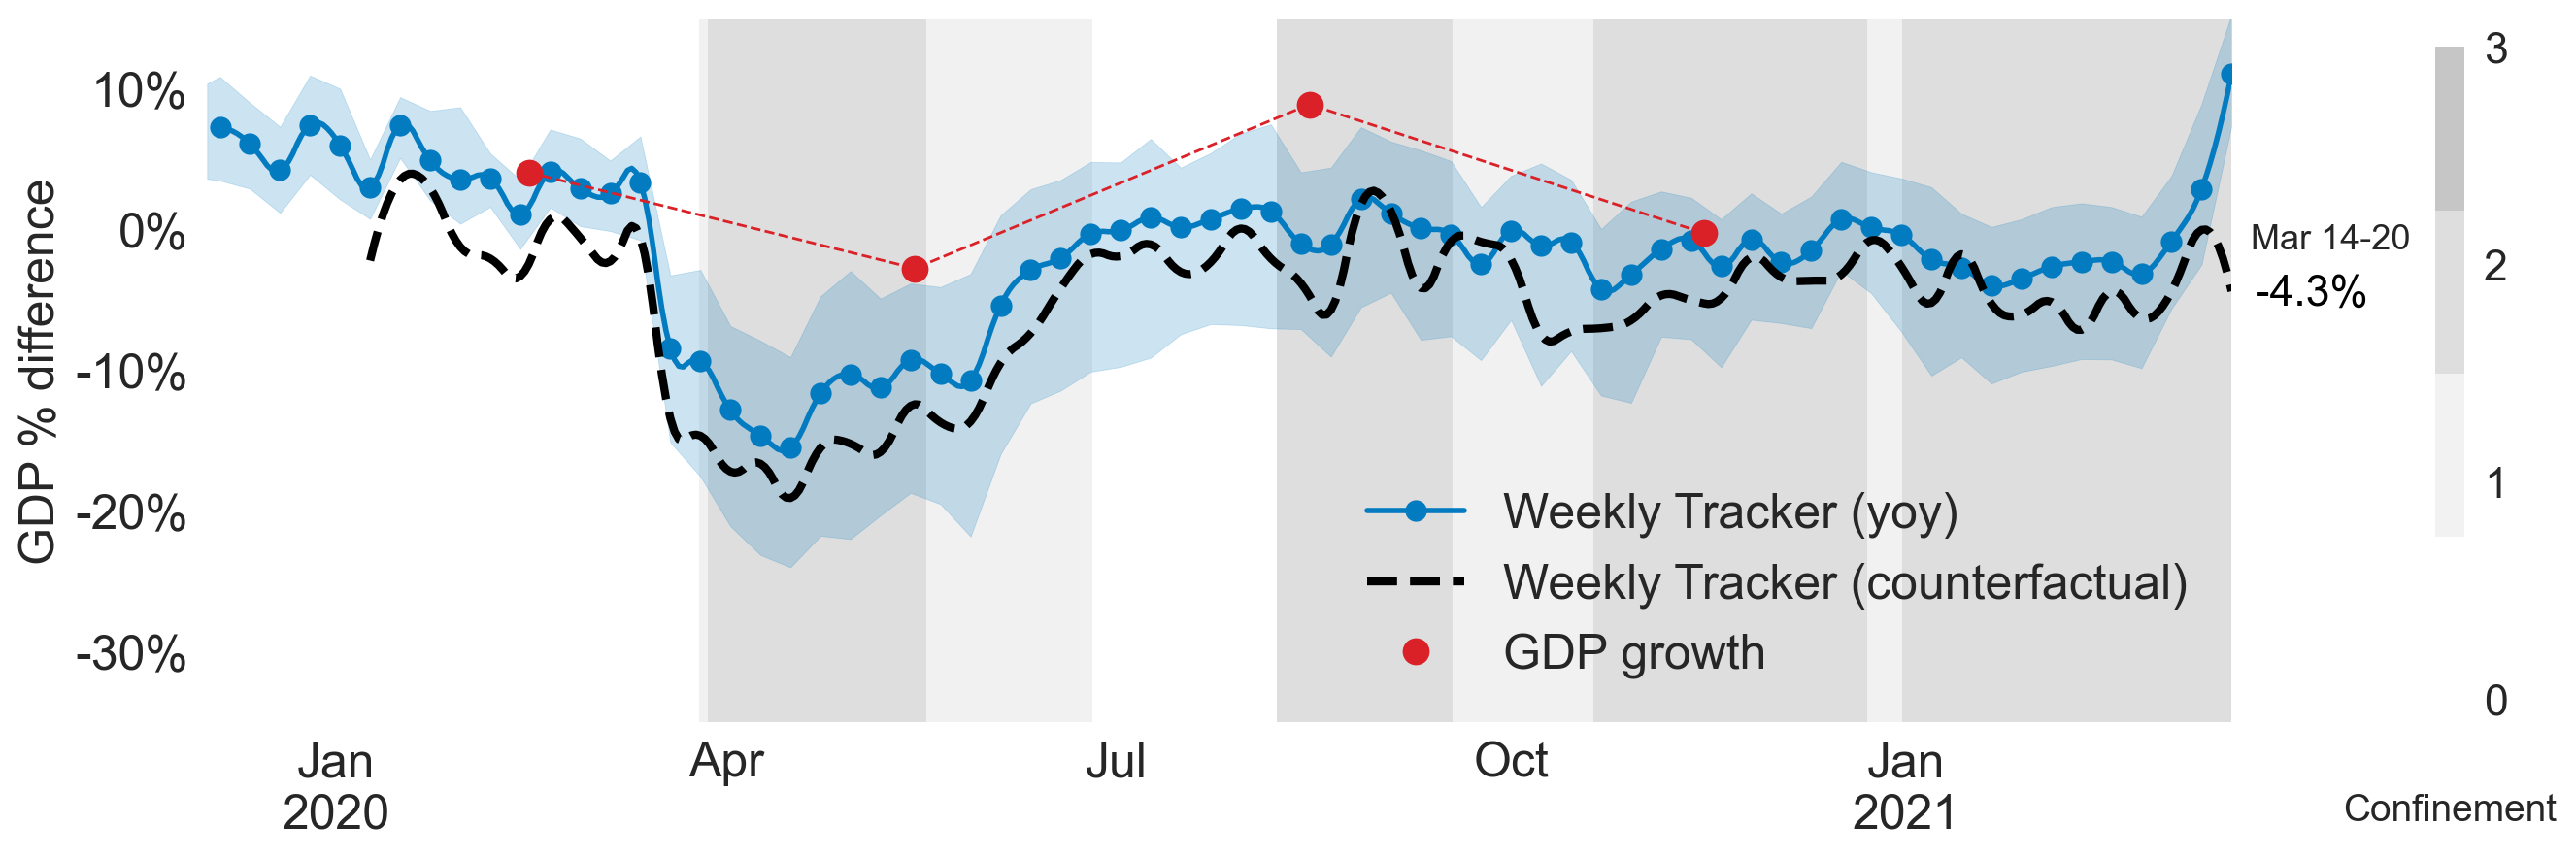 GDP % difference
10%
0%
-10%
-20%
-30%
Jan
2020
Apr
Jul
Oct
Jan
2021
Weekly Tracker (yoy)
Weekly Tracker (counterfactual)
GDP growth
Mar 14-20
-4.3%
3
2
1
0
Confinement